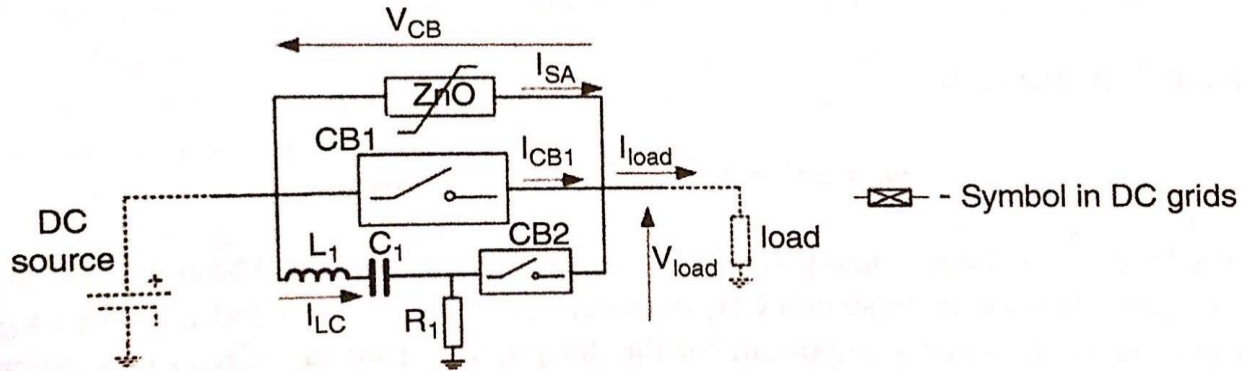 V_CB
I_SA
ZnO
CB1
I_CB1
I_load
DC
source
L_1
C_1
CB2
I_LC
R_1
V_load
load
- Symbol in DC grids
+
-